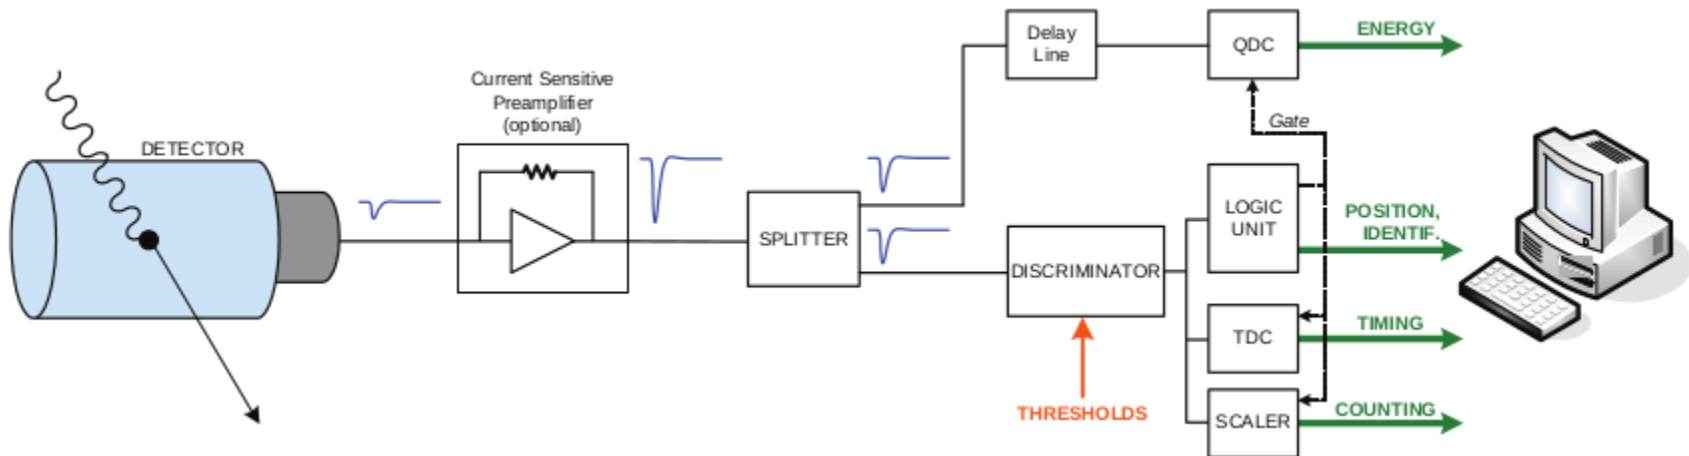 DETECTOR
Current Sensitive
Preamplifier
(optional)
SPLITTER
Delay
Line
QDC
ENERGY
Gate
DISCRIMINATOR
THRESHOLDS
LOGIC
UNIT
POSITION,
IDENTIF.
TDC
TIMING
SCALER
COUNTING